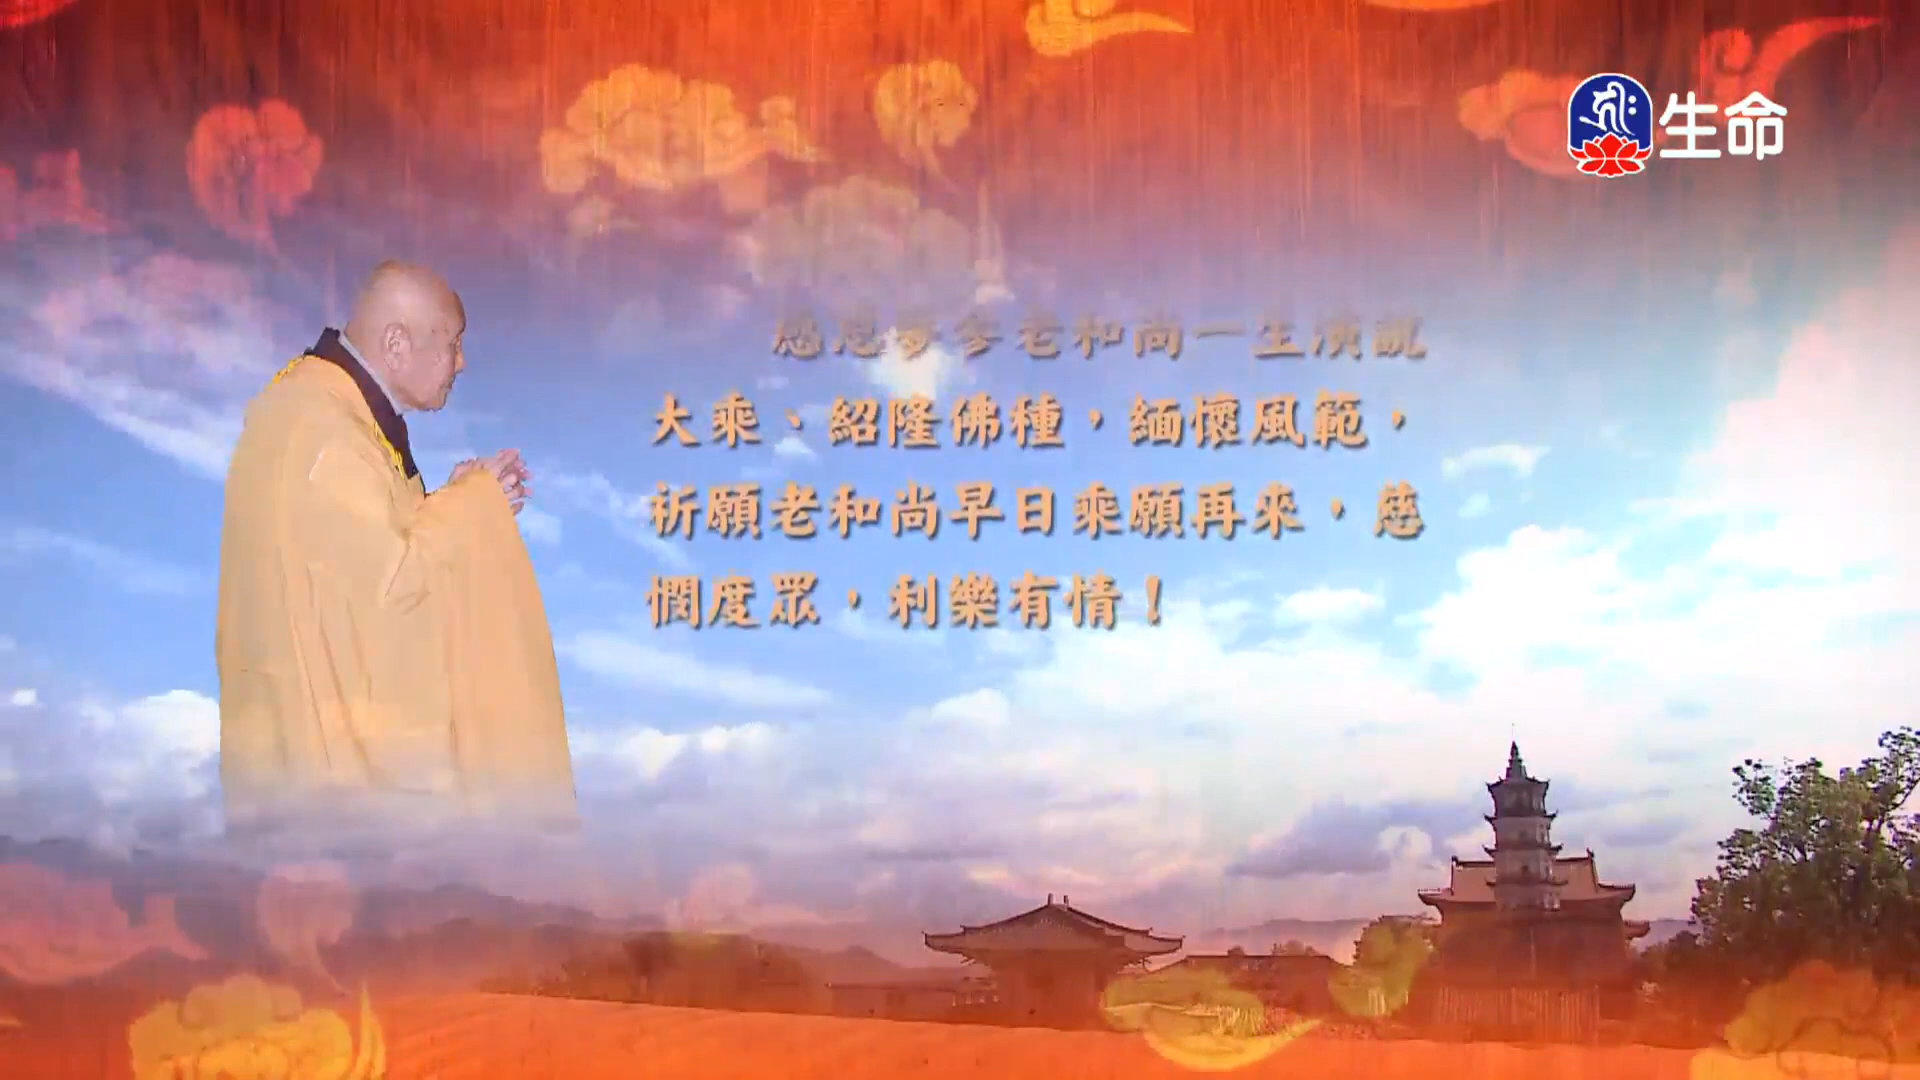 生命
感恩夢參老和尚一生演說
大乘、紹隆佛種，緬懷風範，
祈願老和尚早日乘願再來，慈
憫度眾，利樂有情！